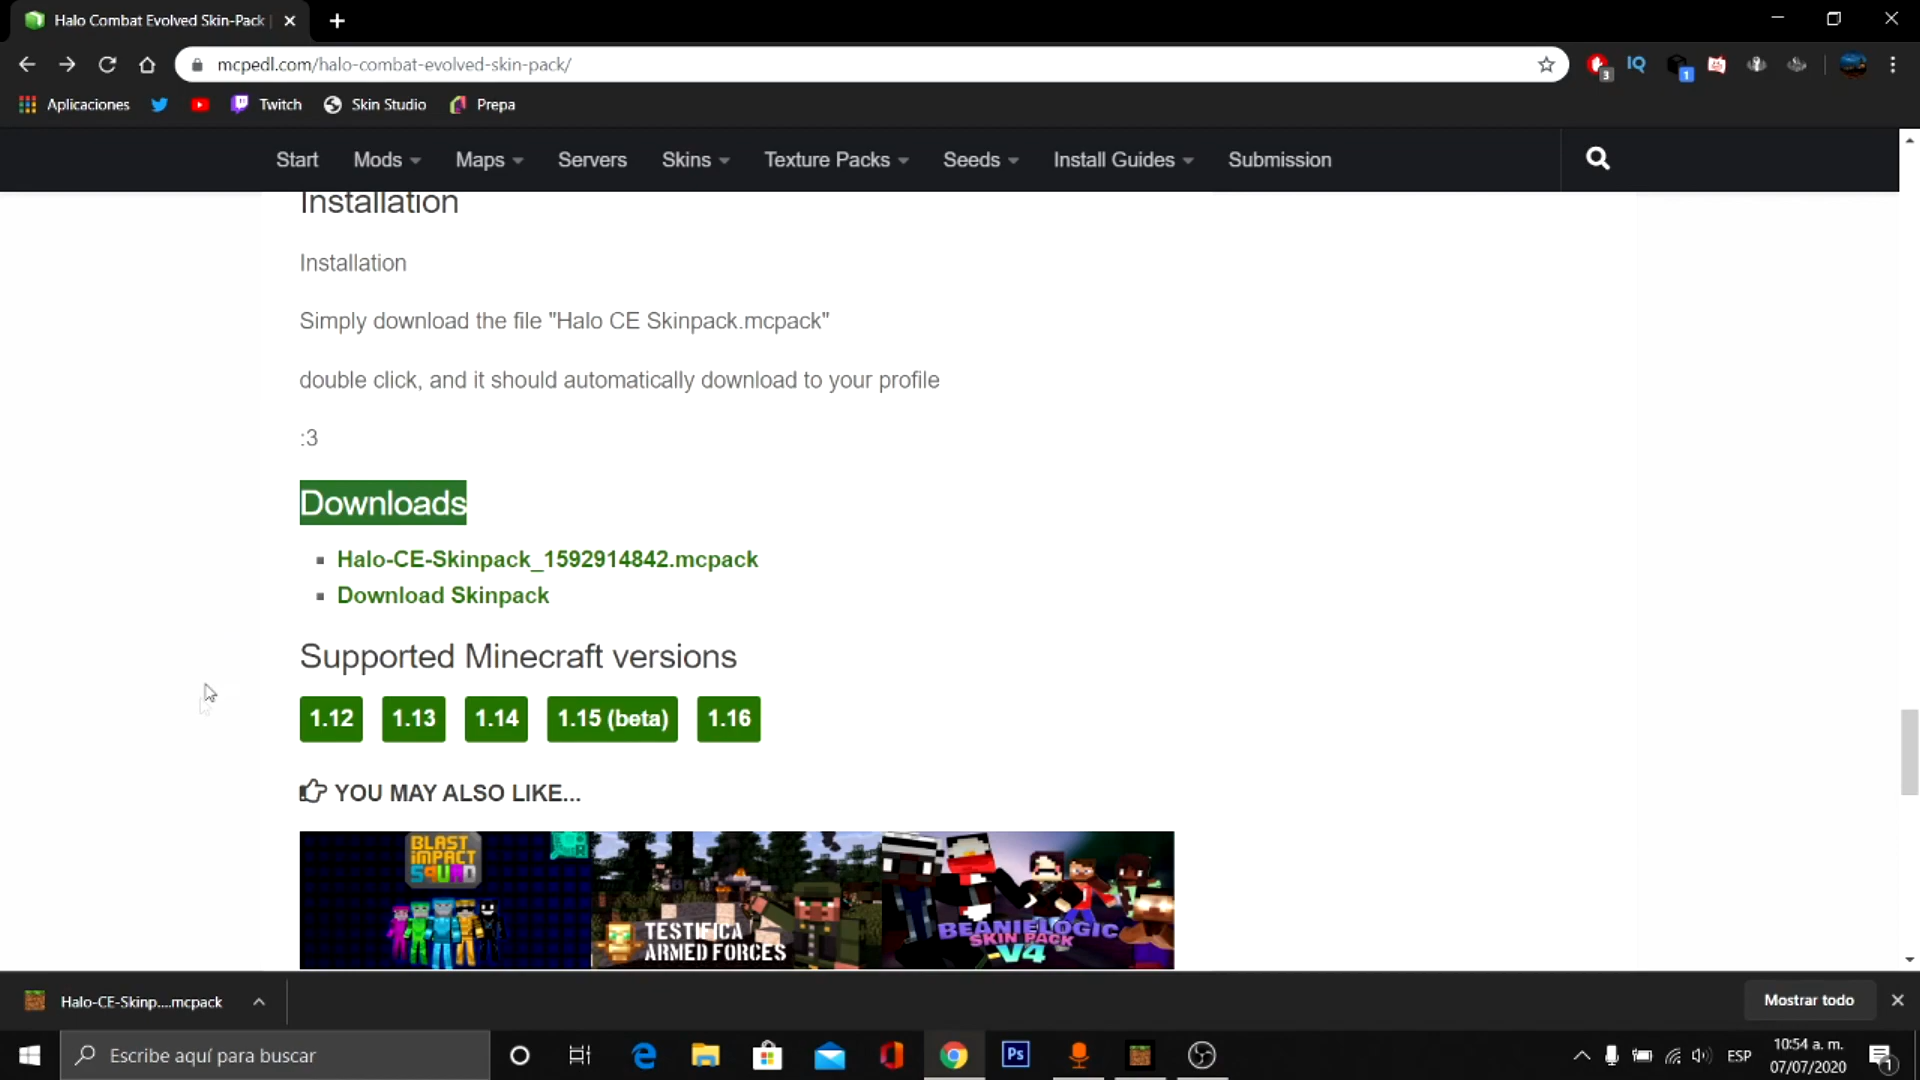 Halo Combat Evolved Skin-Pack |
mcpedl.com/halo-combat-evolved-skin-pack/
3
IQ
1
Aplicaciones
Twitch
Skin Studio
Prepa
Start
Mods
Maps
Servers
Skins
Texture Packs
Seeds
Install Guides
Submission
Installation
Installation
Simply download the file "Halo CE Skinpack.mcpack"
double click, and it should automatically download to your profile
:3
Downloads
Halo-CE-Skinpack_1592914842.mcpack
Download Skinpack
Supported Minecraft versions
1.12
1.13
1.14
1.15 (beta)
1.16
YOU MAY ALSO LIKE...
BLAST
IMPACT
SQUAD
TESTIFICA
ARMED FORCES
BEANIELOGIC
SKIN PACK
V4
Halo-CE-Skinp....mcpack
Mostrar todo
Escribe aquí para buscar
Ps
ESP
10:54 a. m.
07/07/2020
1